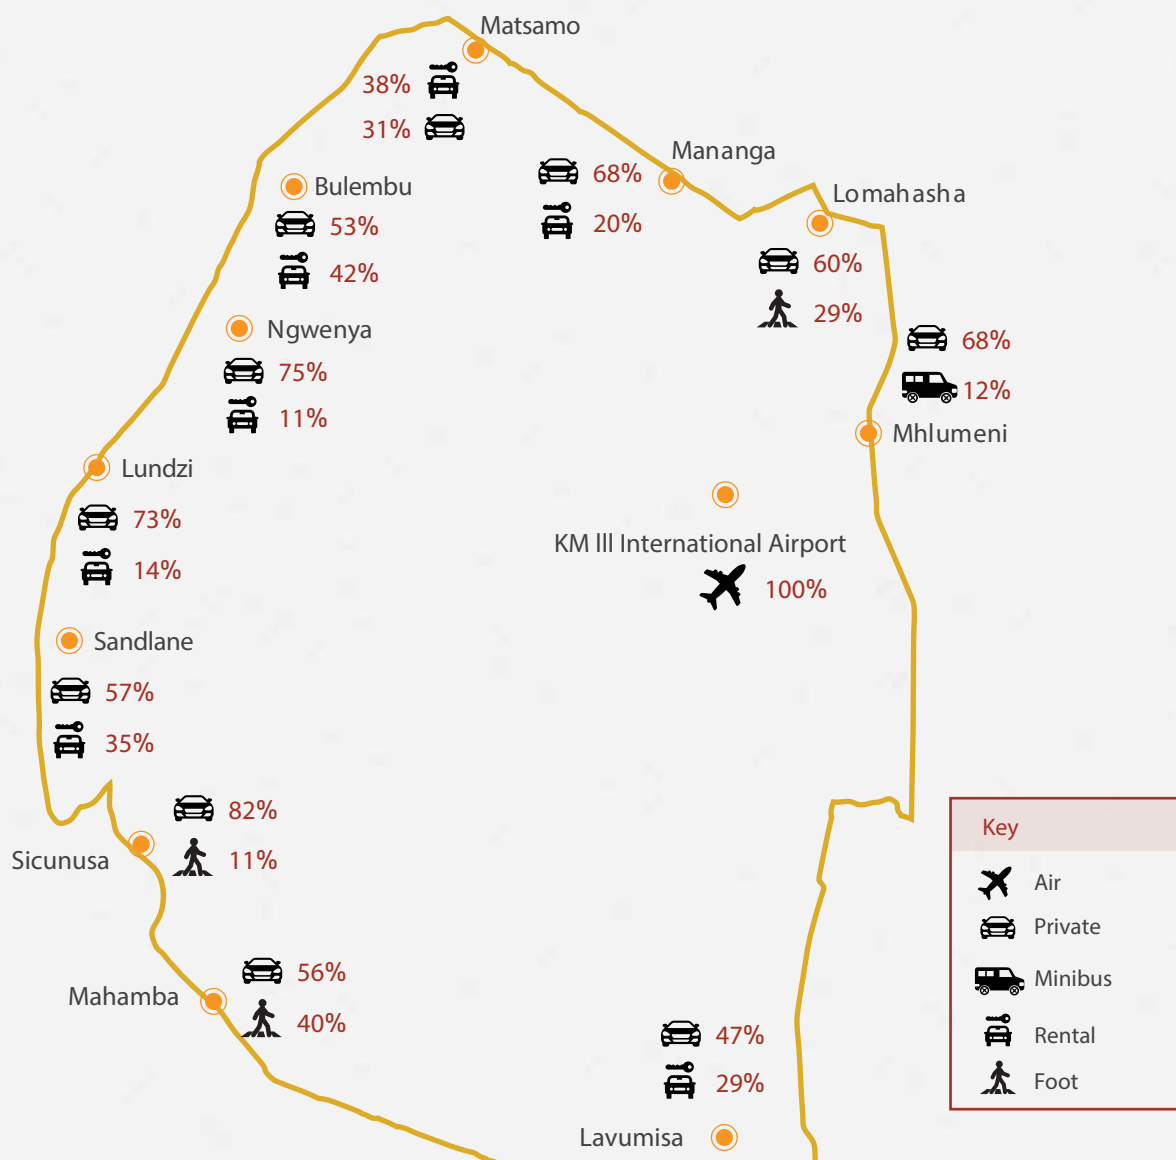 Matsamo
38%
31%
Mananga
68%
20%
Bulembu
53%
42%
Lomahasha
60%
29%
Ngwenya
75%
11%
68%
12%
Mhlumeni
Lundzi
73%
14%
KM lll International Airport
100%
Sandlane
57%
35%
82%
11%
Sicunusa
Mahamba
56%
40%
47%
29%
Lavumisa
Key
Air
Private
Minibus
Rental
Foot